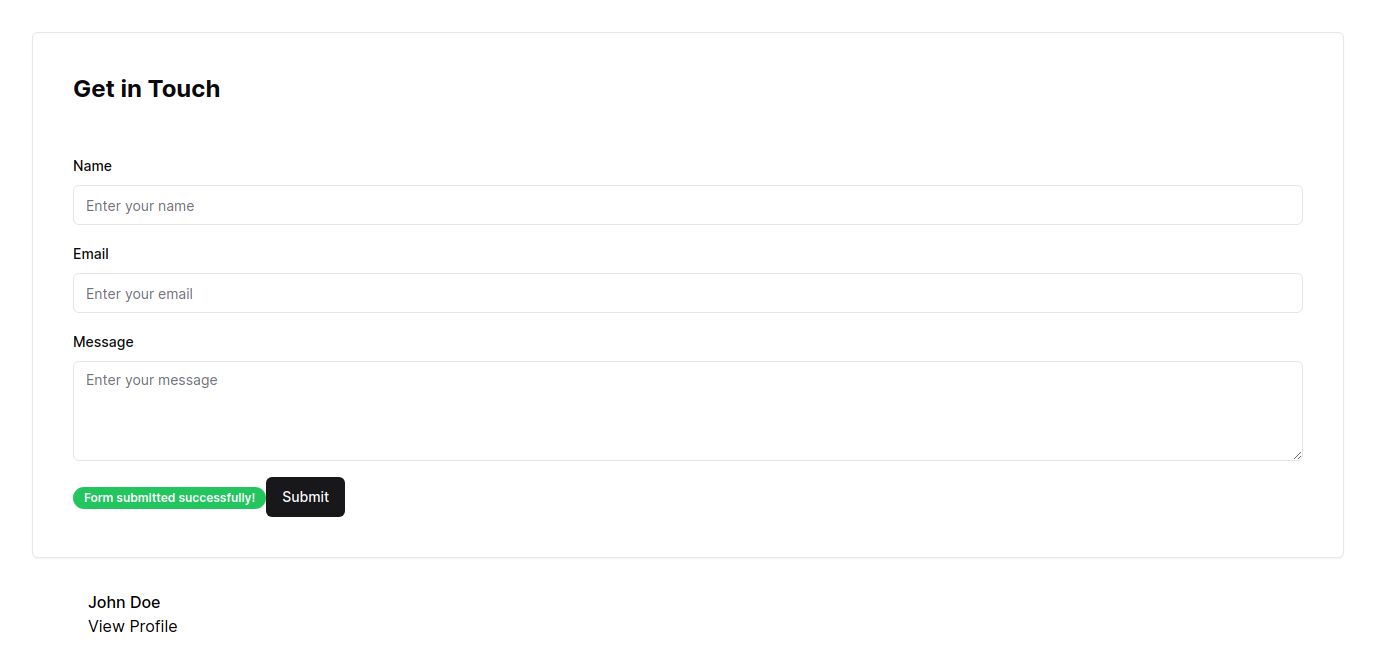 Get in Touch
Name
Enter your name
Email
Enter your email
Message
Enter your message
Form submitted successfully! Submit
John Doe
View Profile